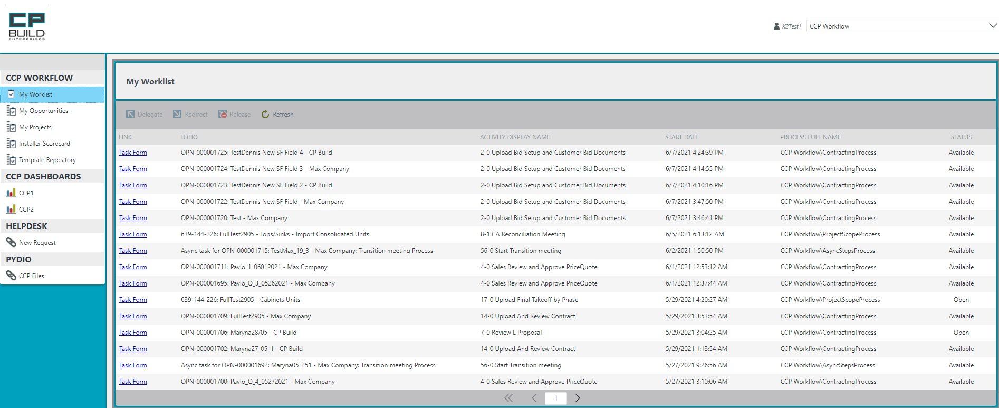 CP
BUILD
ENTERPRISES
K2Test1 CCP Workflow
CCP WORKFLOW
My Worklist
My Opportunities
My Projects
Installer Scorecard
Template Repository
CCP DASHBOARDS
CCP1
CCP2
HELPDESK
New Request
PYDIO
CCP Files
My Worklist
Delegate Redirect Release Refresh
LINK FOLIO ACTIVITY DISPLAY NAME START DATE PROCESS FULL NAME STATUS
Task Form OPN-000001725: TestDennis New SF Field 4 - CP Build 2-0 Upload Bid Setup and Customer Bid Documents 6/7/2021 4:24:39 PM CCP Workflow\ContractingProcess Available
Task Form OPN-000001724: TestDennis New SF Field 3 - Max Company 2-0 Upload Bid Setup and Customer Bid Documents 6/7/2021 4:14:55 PM CCP Workflow\ContractingProcess Available
Task Form OPN-000001723: TestDennis New SF Field 2 - CP Build 2-0 Upload Bid Setup and Customer Bid Documents 6/7/2021 4:10:16 PM CCP Workflow\ContractingProcess Available
Task Form OPN-000001722: TestDennis New SF Field - Max Company 2-0 Upload Bid Setup and Customer Bid Documents 6/7/2021 3:47:50 PM CCP Workflow\ContractingProcess Available
Task Form OPN-000001720: Test - Max Company 2-0 Upload Bid Setup and Customer Bid Documents 6/7/2021 3:46:41 PM CCP Workflow\ContractingProcess Available
Task Form 639-144-226: FullTest2905 - Tops/Sinks - Import Consolidated Units 8-1 CA Reconciliation Meeting 6/5/2021 6:13:12 AM CCP Workflow\ProjectScopeProcess Available
Task Form Async task for OPN-000001715: TestMax_19_3 - Max Company: Transition meeting Process 56-0 Start Transition meeting 6/2/2021 1:50:50 PM CCP Workflow\AsyncStepsProcess Available
Task Form OPN-000001711: Pavlo_1_06012021 - Max Company 4-0 Sales Review and Approve PriceQuote 6/1/2021 12:53:12 AM CCP Workflow\ContractingProcess Available
Task Form OPN-000001695: Pavlo_Q_3_05262021 - Max Company 4-0 Sales Review and Approve PriceQuote 6/1/2021 12:37:44 AM CCP Workflow\ContractingProcess Available
Task Form 639-144-226: FullTest2905 - Cabinets Units 17-0 Upload Final Takeoff by Phase 5/29/2021 4:20:27 AM CCP Workflow\ProjectScopeProcess Open
Task Form OPN-000001709: FullTest2905 - Max Company 14-0 Upload And Review Contract 5/29/2021 3:53:54 AM CCP Workflow\ContractingProcess Available
Task Form OPN-000001706: Maryna28/05 - CP Build 7-0 Review L Proposal 5/29/2021 3:04:25 AM CCP Workflow\ContractingProcess Open
Task Form OPN-000001702: Maryna27_05_1 - CP Build 14-0 Upload And Review Contract 5/29/2021 1:13:54 AM CCP Workflow\ContractingProcess Available
Task Form Async task for OPN-000001692: Maryna05_251 - Max Company: Transition meeting Process 56-0 Start Transition meeting 5/27/2021 9:26:56 AM CCP Workflow\AsyncStepsProcess Available
Task Form OPN-000001700: Pavlo_Q_4_05272021 - Max Company 4-0 Sales Review and Approve PriceQuote 5/27/2021 3:10:06 AM CCP Workflow\ContractingProcess Available
1